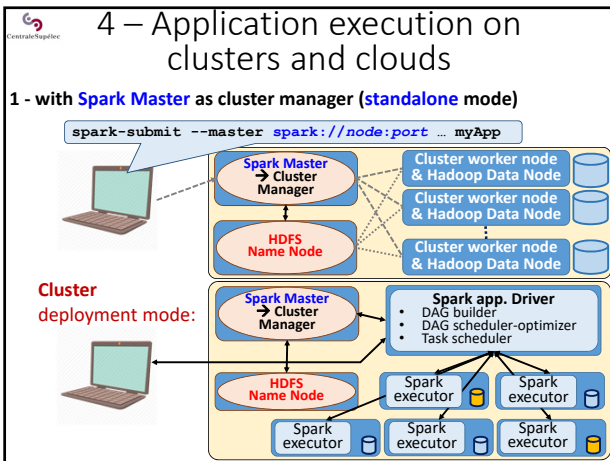 CentraleSupélec
4 – Application execution on
clusters and clouds
1 - with Spark Master as cluster manager (standalone mode)
spark-submit --master spark://node:port … myApp
Spark Master
➔ Cluster
Manager
HDFS
Name Node
Cluster worker node
& Hadoop Data Node
Cluster worker node
& Hadoop Data Node
Cluster worker node
& Hadoop Data Node
Cluster
deployment mode:
Spark Master
➔ Cluster
Manager
HDFS
Name Node
Spark app. Driver
• DAG builder
• DAG scheduler-optimizer
• Task scheduler
Spark
executor
Spark
executor
Spark
executor
Spark
executor
Spark
executor